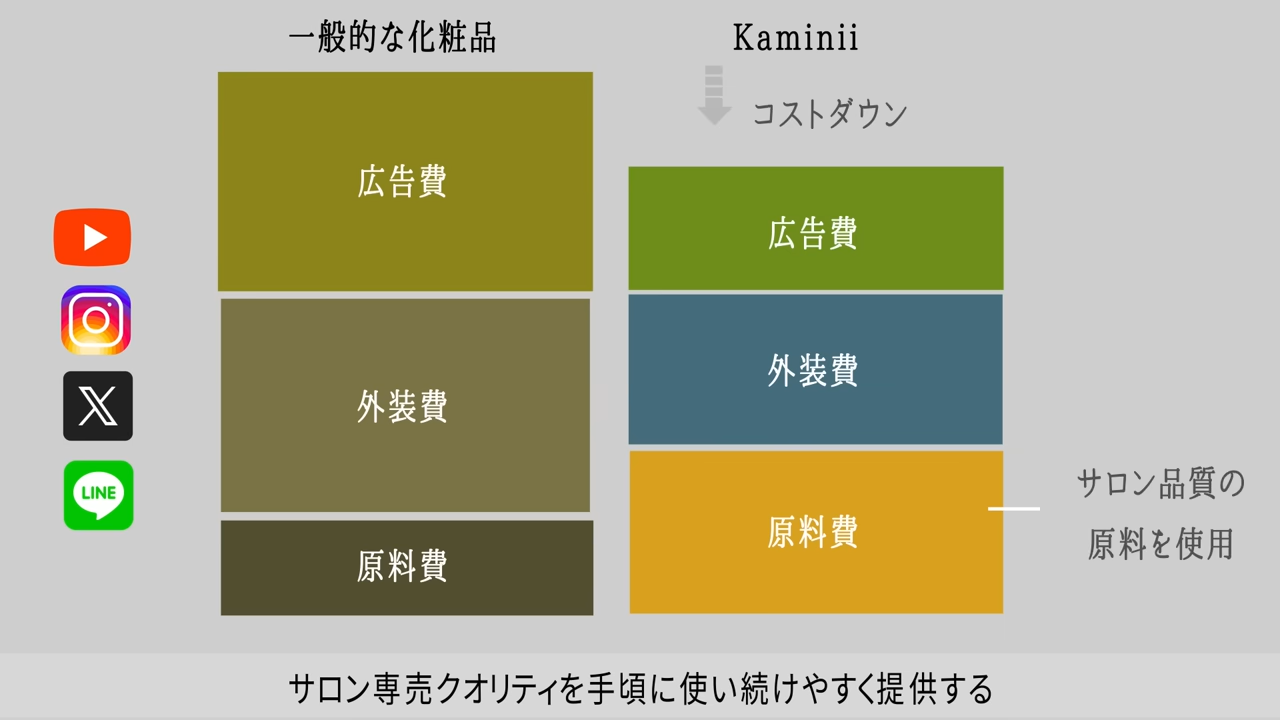 一般的な化粧品
Kaminii
コストダウン
広告費
広告費
外装費
外装費
原料費
原料費
サロン品質の
原料を使用
LINE
サロン専売クオリティを手頃に使い続けやすく提供する